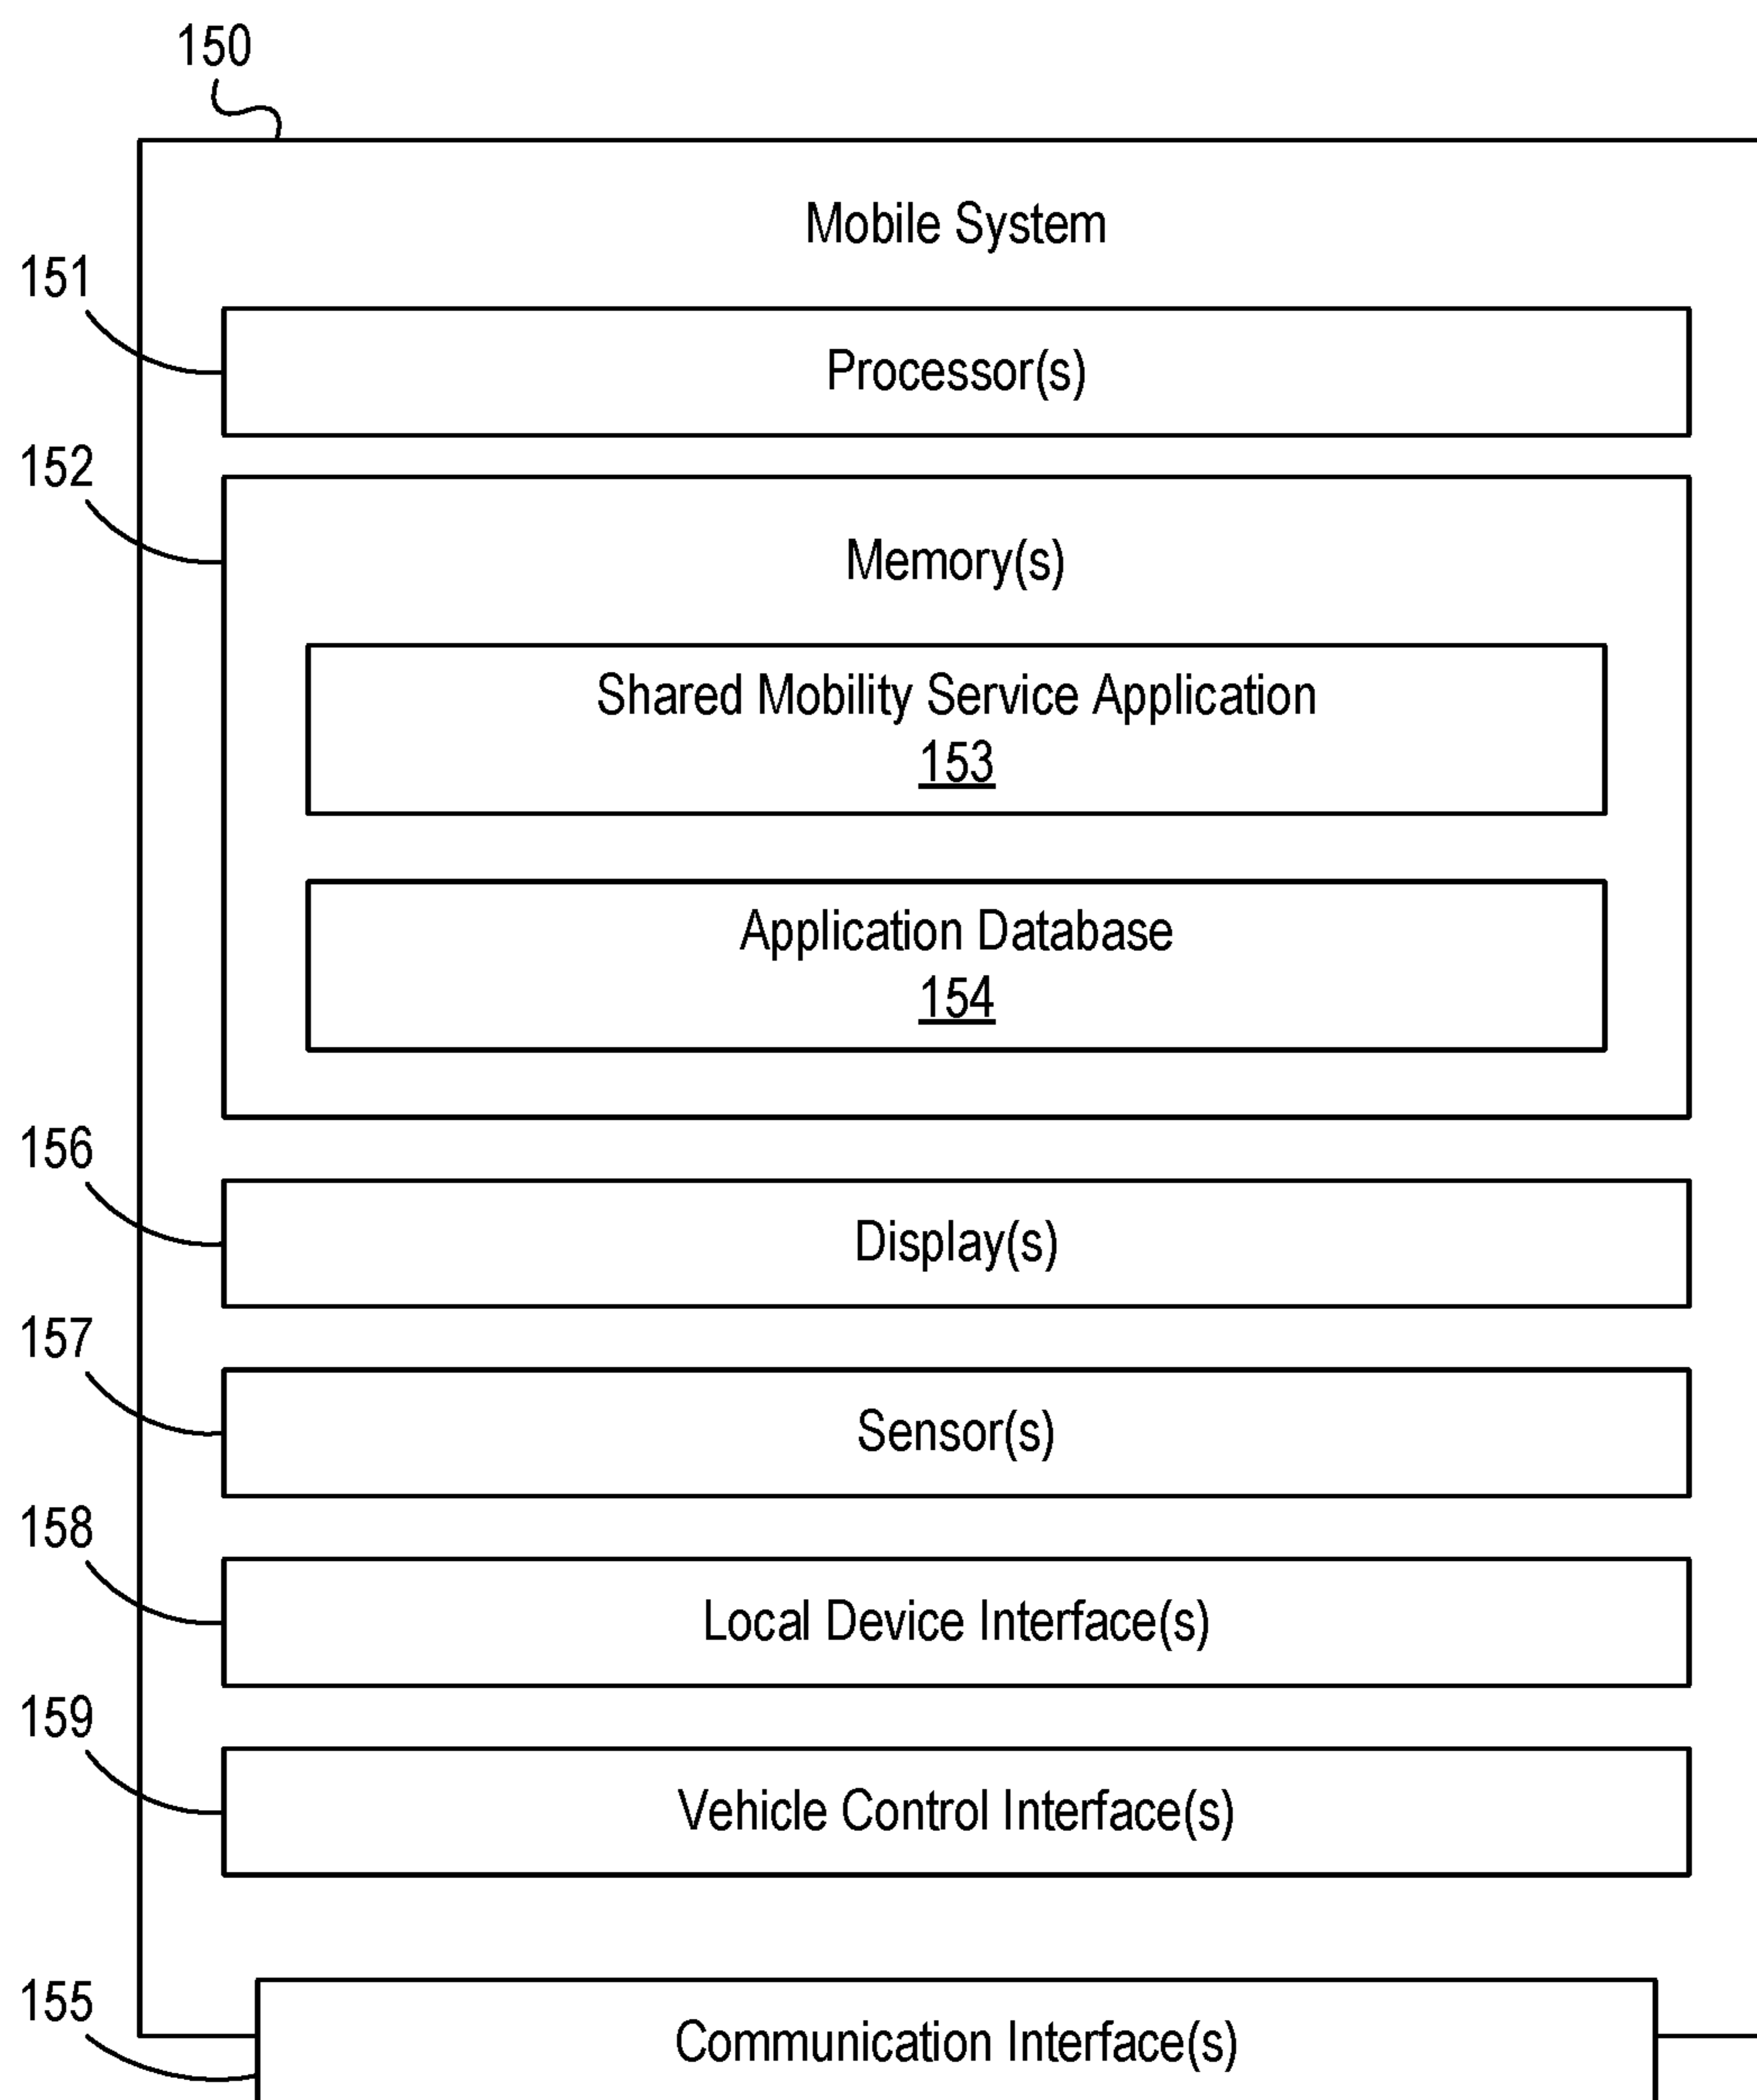 150
Mobile System
151
Processor(s)
152
Memory(s)
Shared Mobility Service Application
153
Application Database
154
156
Display(s)
157
Sensor(s)
158
Local Device Interface(s)
159
Vehicle Control Interface(s)
155
Communication Interface(s)